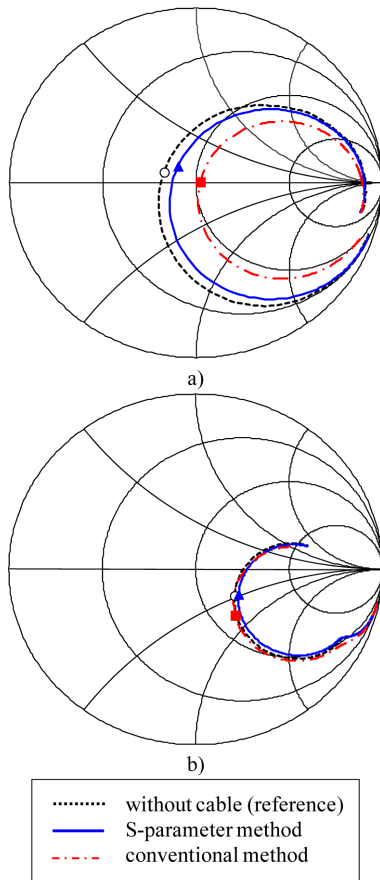 a)
b)
without cable (reference)
S-parameter method
conventional method